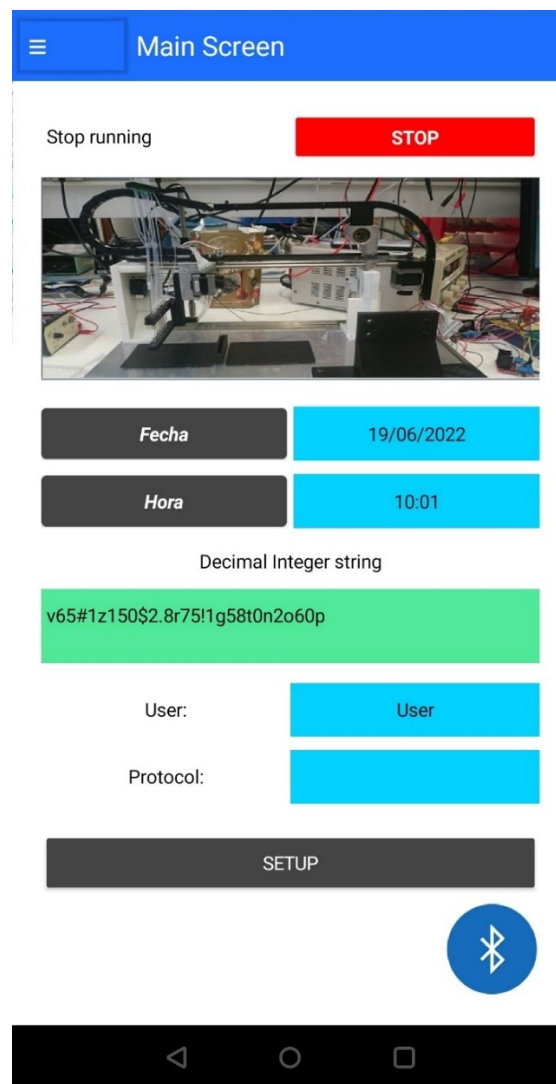 Main Screen
Stop running STOP
Fecha 19/06/2022
Hora 10:01
Decimal Integer string
v65#1z150$2.8r75!1g58t0n2o60p
User: User
Protocol:
SETUP